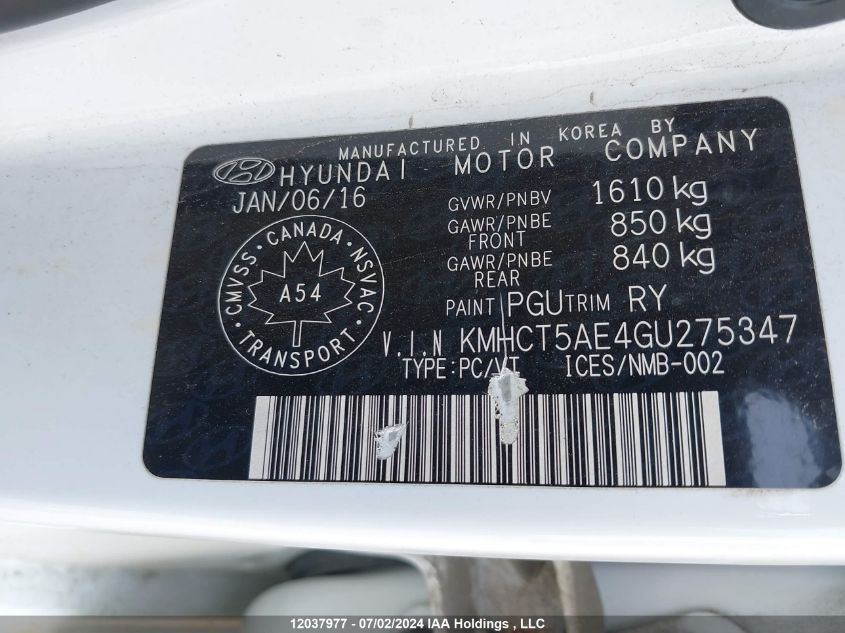 MANUFACTURED IN KOREA BY
HYUNDAI MOTOR COMPANY
JAN/06/16
GVWR/PNBV 1610 kg
GAWR/PNBE FRONT 850 kg
GAWR/PNBE REAR 840 kg
PAINT PGU TRIM RY
CMVSS · CANADA · NSVAC · TRANSPORT ·
A54
V.I.N KMHCT5AE4GU275347
TYPE:PC/VT ICES/NMB-002
12037977 - 07/02/2024 IAA Holdings , LLC